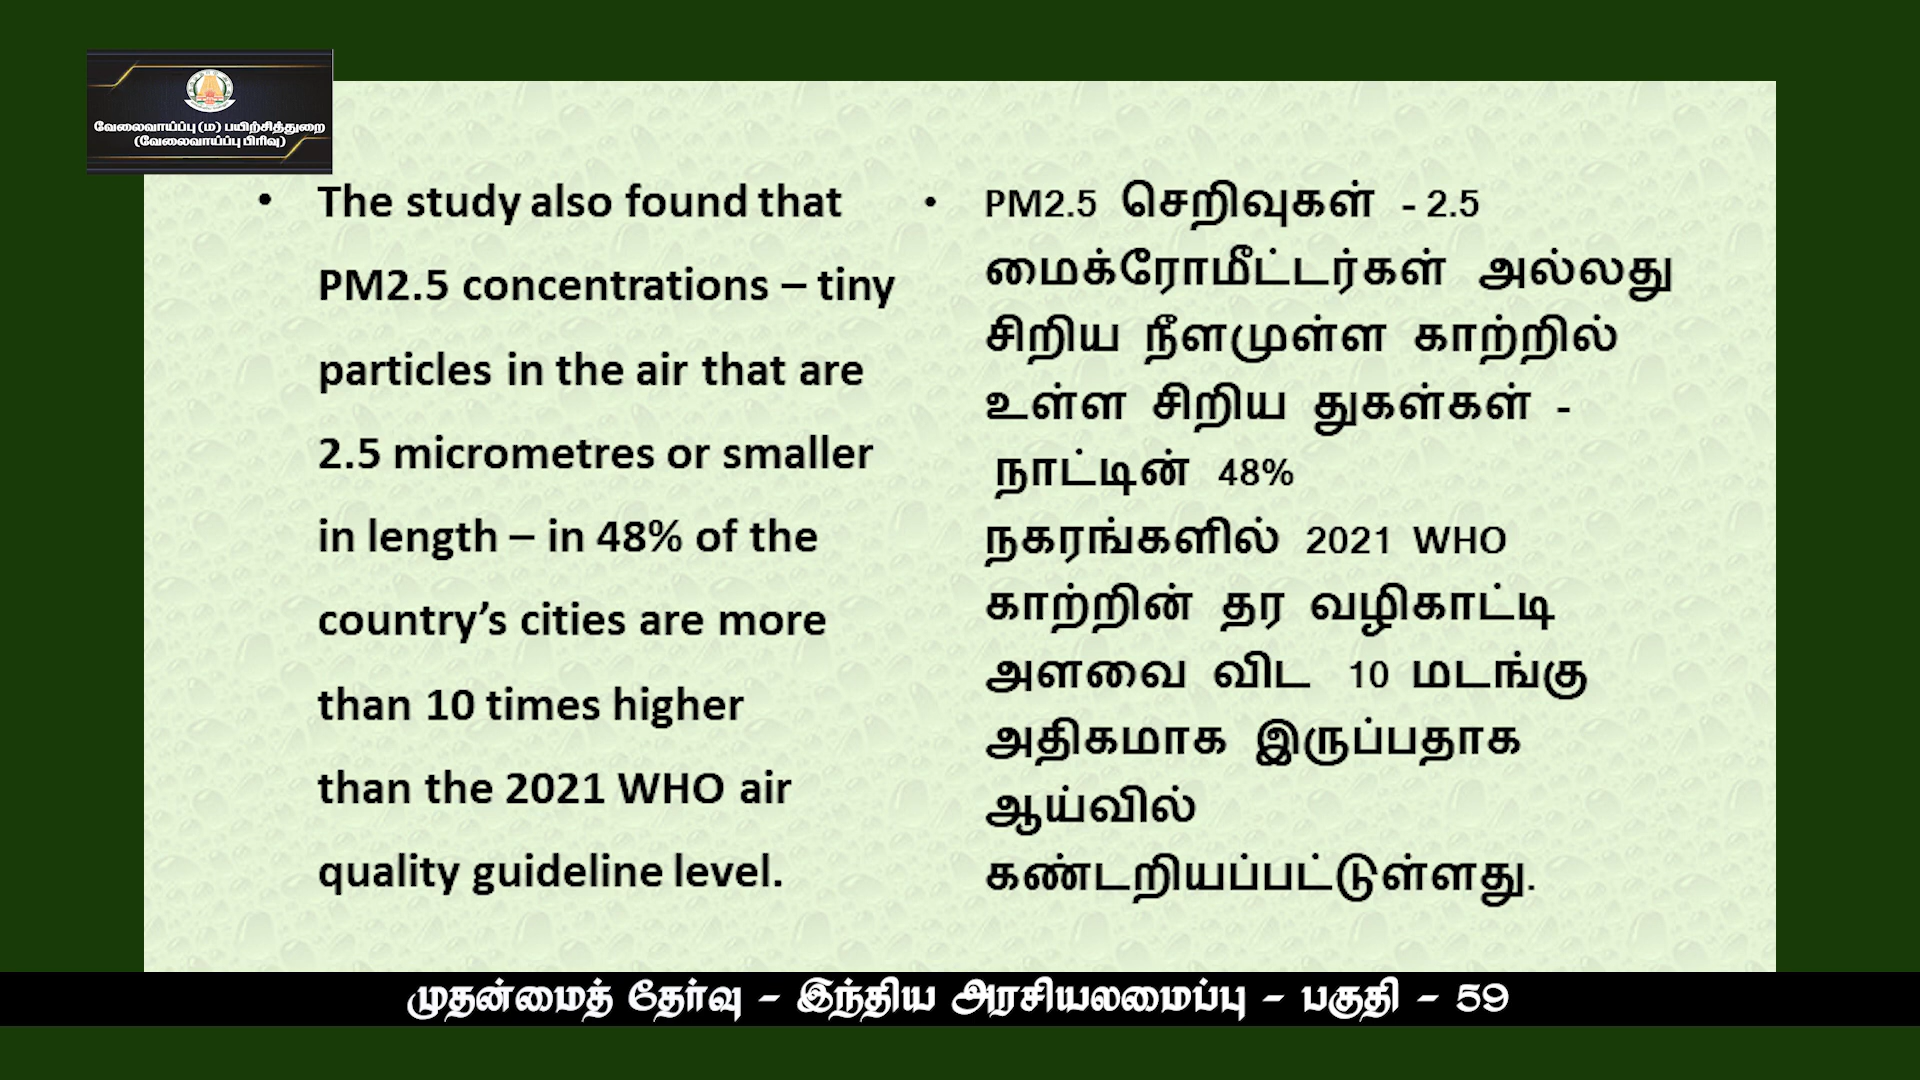 வேலைவாய்ப்பு (ம) பயிற்சித்துறை
(வேலைவாய்ப்பு பிரிவு)
• The study also found that
PM2.5 concentrations – tiny
particles in the air that are
2.5 micrometres or smaller
in length – in 48% of the
country’s cities are more
than 10 times higher
than the 2021 WHO air
quality guideline level.
• PM2.5 செறிவுகள் - 2.5
மைக்ரோமீட்டர்கள் அல்லது
சிறிய நீளமுள்ள காற்றில்
உள்ள சிறிய துகள்கள் -
நாட்டின் 48%
நகரங்களில் 2021 WHO
காற்றின் தர வழிகாட்டி
அளவை விட 10 மடங்கு
அதிகமாக இருப்பதாக
ஆய்வில்
கண்டறியப்பட்டுள்ளது.
முதன்மைத் தேர்வு - இந்திய அரசியலமைப்பு - பகுதி - 59